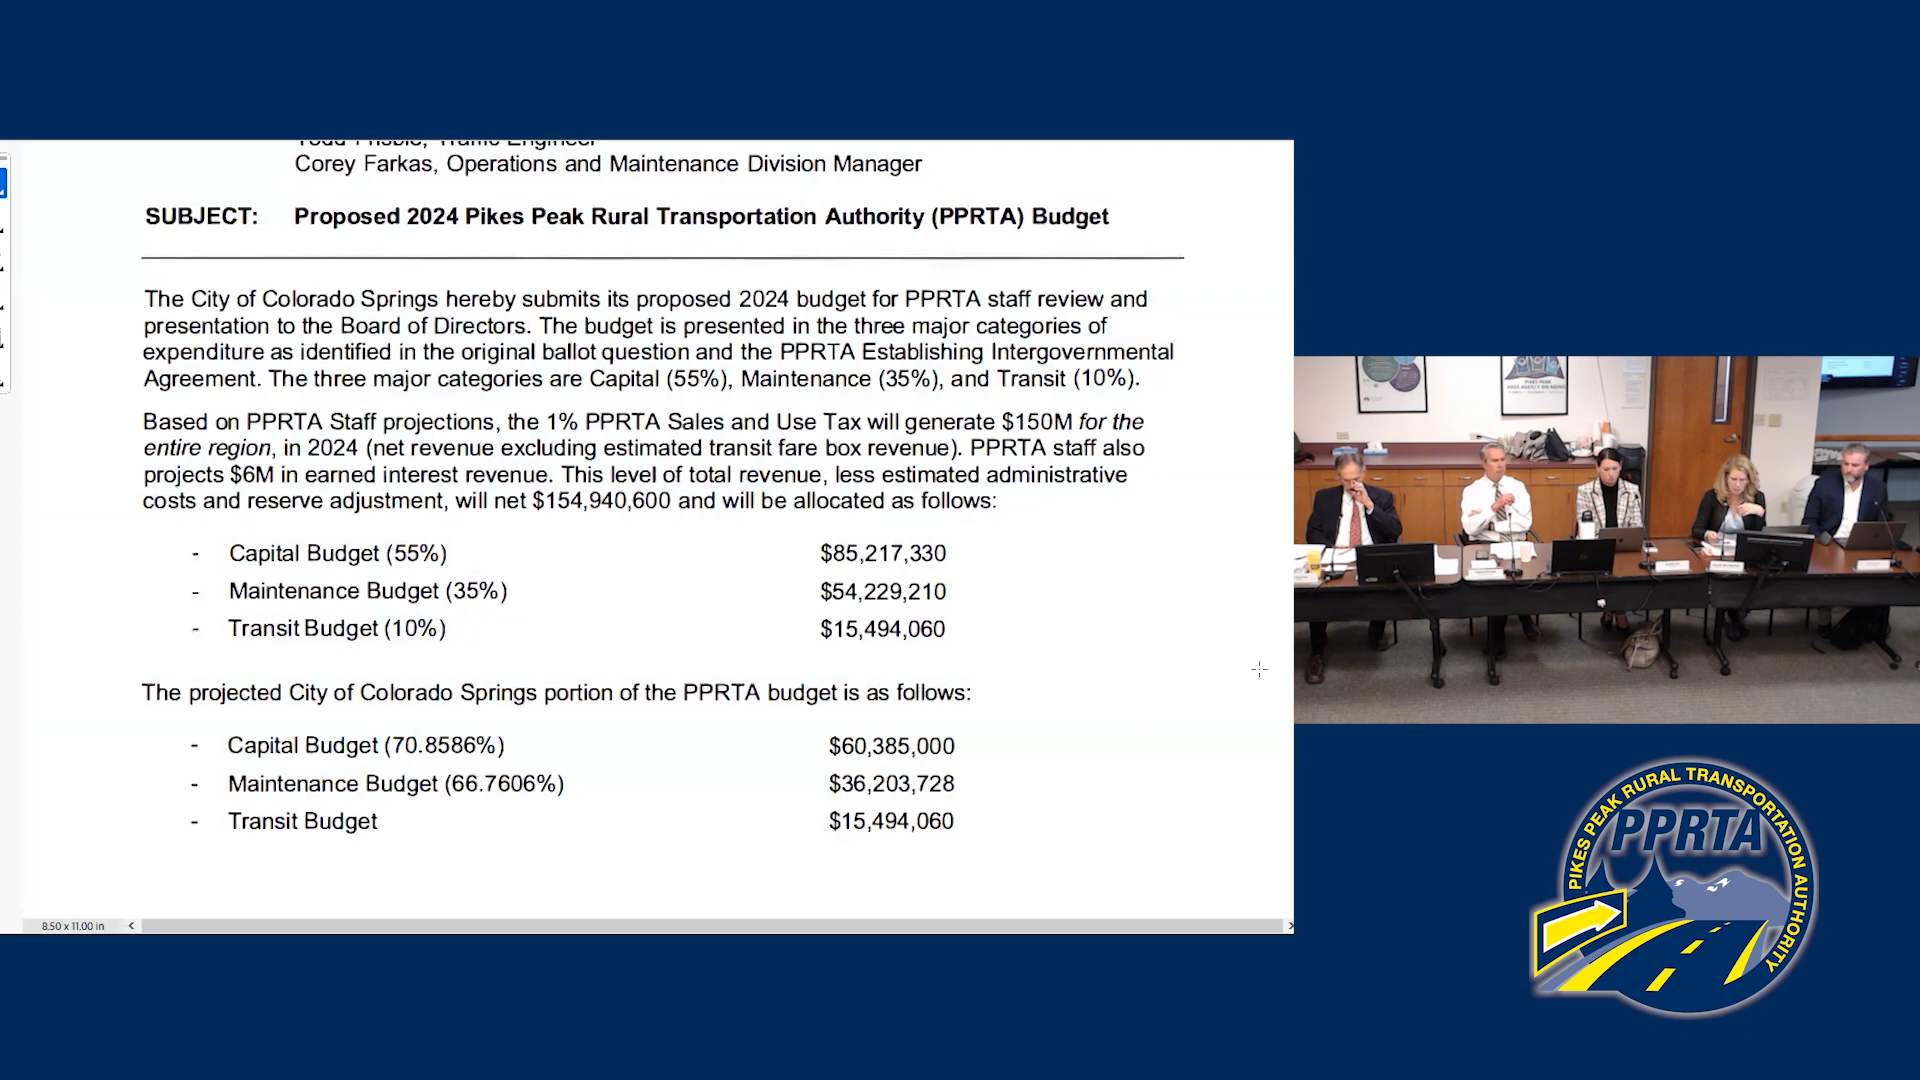 Todd Frisbie, Traffic Engineer
Corey Farkas, Operations and Maintenance Division Manager
SUBJECT: Proposed 2024 Pikes Peak Rural Transportation Authority (PPRTA) Budget
The City of Colorado Springs hereby submits its proposed 2024 budget for PPRTA staff review and
presentation to the Board of Directors. The budget is presented in the three major categories of
expenditure as identified in the original ballot question and the PPRTA Establishing Intergovernmental
Agreement. The three major categories are Capital (55%), Maintenance (35%), and Transit (10%).
Based on PPRTA Staff projections, the 1% PPRTA Sales and Use Tax will generate $150M for the
entire region, in 2024 (net revenue excluding estimated transit fare box revenue). PPRTA staff also
projects $6M in earned interest revenue. This level of total revenue, less estimated administrative
costs and reserve adjustment, will net $154,940,600 and will be allocated as follows:
- Capital Budget (55%) $85,217,330
- Maintenance Budget (35%) $54,229,210
- Transit Budget (10%) $15,494,060
The projected City of Colorado Springs portion of the PPRTA budget is as follows:
- Capital Budget (70.8586%) $60,385,000
- Maintenance Budget (66.7606%) $36,203,728
- Transit Budget $15,494,060
8.50 x 11.00 in
PIKES PEAK RURAL TRANSPORTATION AUTHORITY
PPRTA